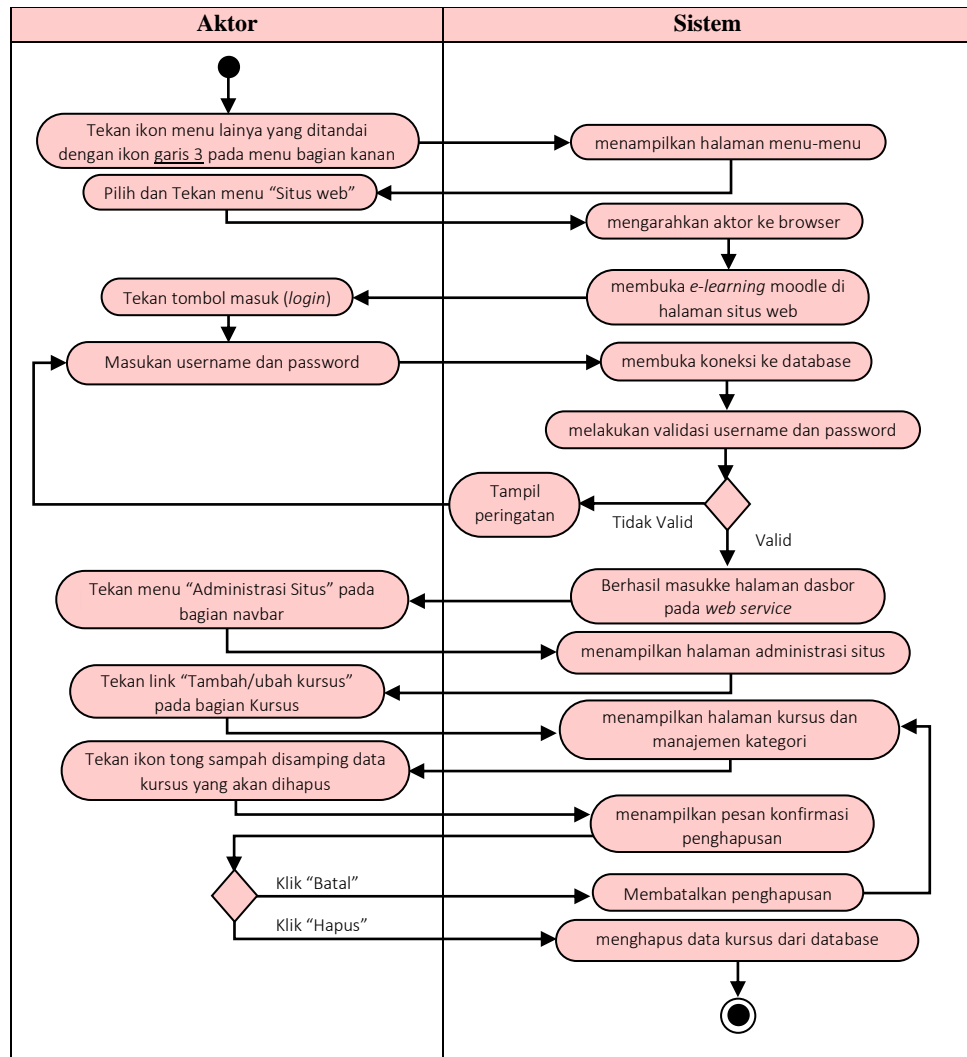 Aktor
Sistem
Tekan ikon menu lainya yang ditandai
dengan ikon garis 3 pada menu bagian kanan
menampilkan halaman menu-menu
Pilih dan Tekan menu “Situs web”
mengarahkan aktor ke browser
membuka e-learning moodle di
halaman situs web
Tekan tombol masuk (login)
Masukan username dan password
membuka koneksi ke database
melakukan validasi username dan password
Tampil
peringatan
Tidak Valid
Valid
Berhasil masukke halaman dasbor
pada web service
Tekan menu “Administrasi Situs” pada
bagian navbar
menampilkan halaman administrasi situs
Tekan link “Tambah/ubah kursus”
pada bagian Kursus
menampilkan halaman kursus dan
manajemen kategori
Tekan ikon tong sampah disamping data
kursus yang akan dihapus
menampilkan pesan konfirmasi
penghapusan
Klik “Batal”
Membatalkan penghapusan
Klik “Hapus”
menghapus data kursus dari database